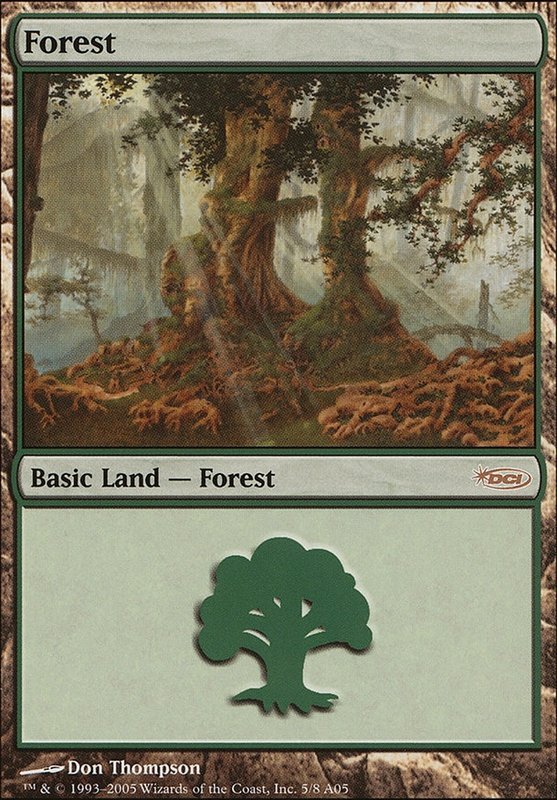 Forest
Basic Land — Forest
DCI
Don Thompson
™ & © 1993–2005 Wizards of the Coast, Inc. 5/8 A05